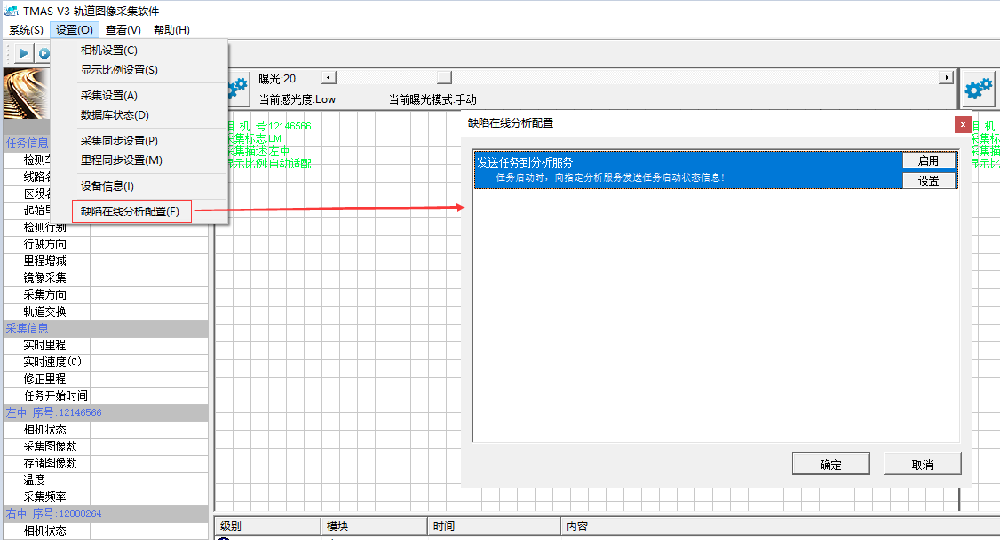 TMAS V3 轨道图像采集软件
系统(S) 设置(O) 查看(V) 帮助(H)
相机设置(C)
显示比例设置(S)
采集设置(A)
数据库状态(D)
采集同步设置(P)
里程同步设置(M)
设备信息(I)
缺陷在线分析配置(E)
曝光:20
当前感光度:Low 当前曝光模式:手动
机 号:12146566
采集标志:LM
采集描述:左中
显示比例:自动适配
机
采集标
采集描
显示比
缺陷在线分析配置
发送任务到分析服务
任务启动时，向指定分析服务发送任务启动状态信息!
启用
设置
确定 取消
任务信息
检测
线路
区段
起始
检测行别
行驶方向
里程增减
镜像采集
采集方向
轨道交换
采集信息
实时里程
实时速度(C)
修正里程
任务开始时间
左中 序号:12146566
相机状态
采集图像数
存储图像数
温度
采集频率
右中 序号:12088264
相机状态
级别 模块 时间 内容